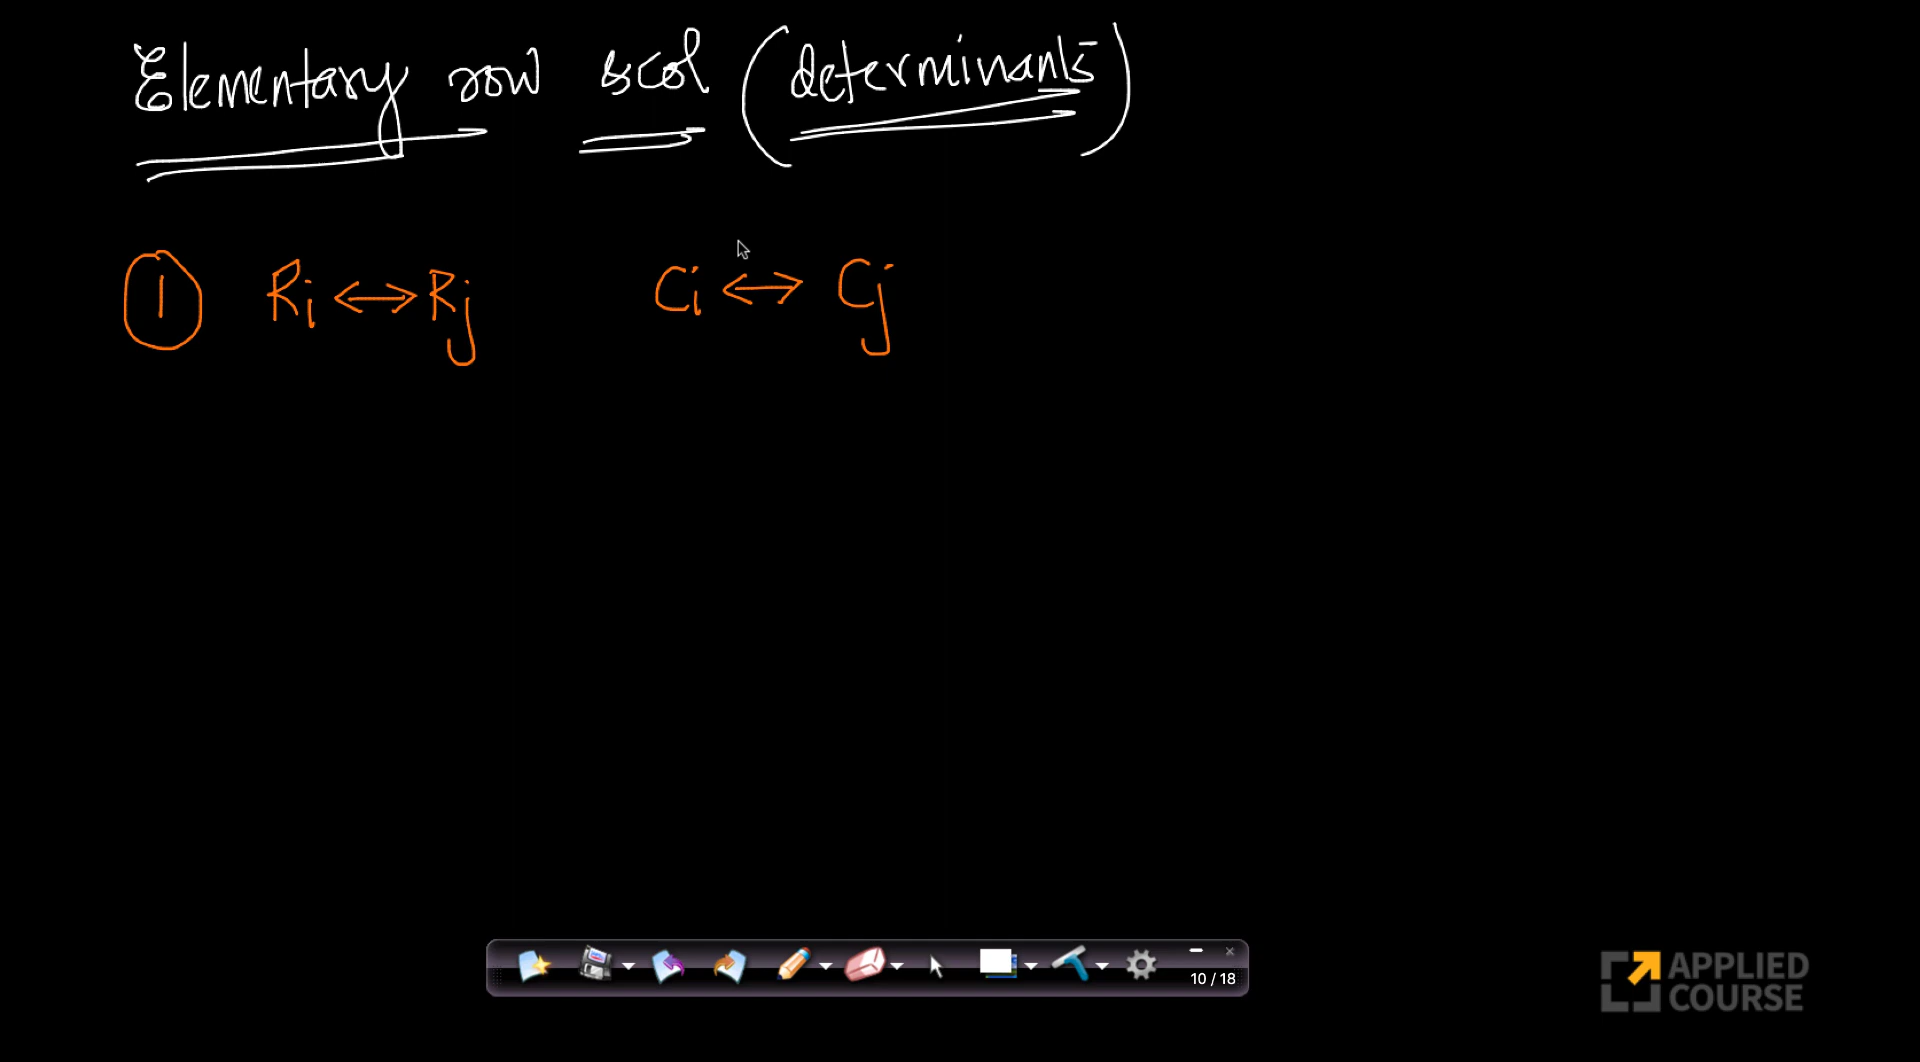 Elementary row & col (determinants)
1 Ri ↔ Rj Ci ↔ Cj
10 / 18
APPLIED
COURSE